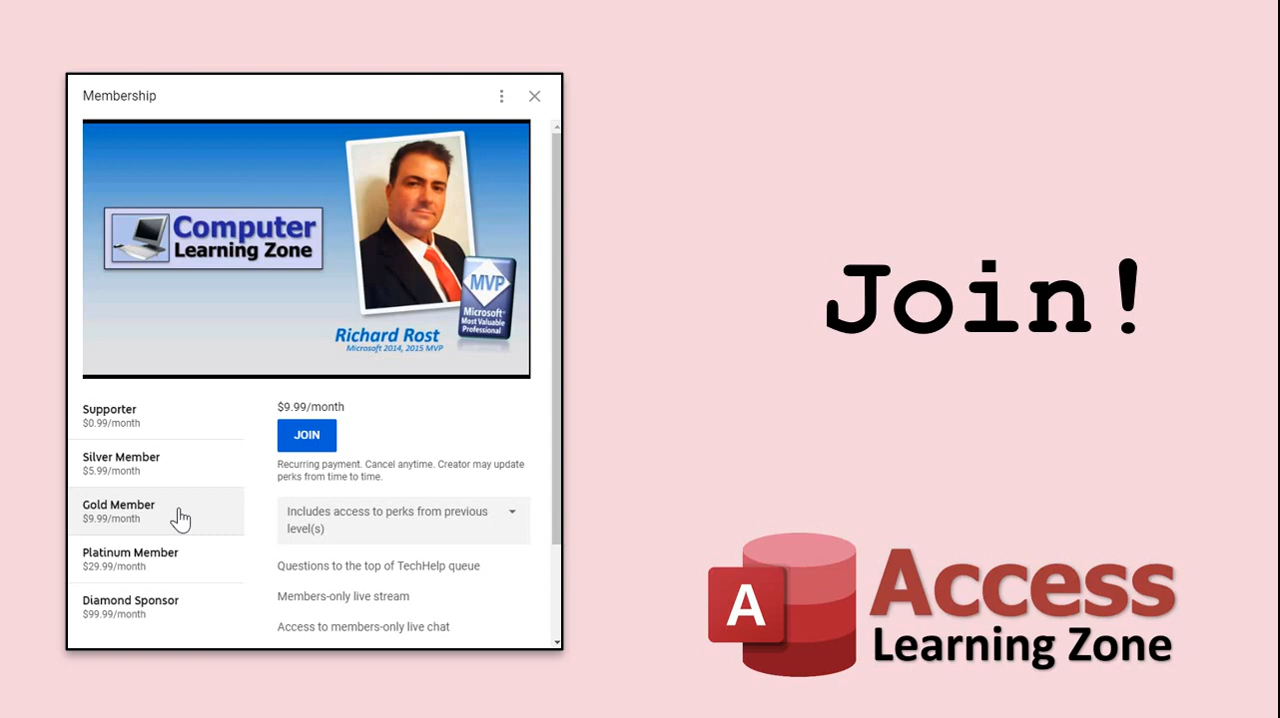 Membership
Computer
Learning Zone
MVP
Microsoft®
Most Valuable
Professional
Richard Rost
Microsoft 2014, 2015 MVP
Supporter
$0.99/month
Silver Member
$5.99/month
Gold Member
$9.99/month
Platinum Member
$29.99/month
Diamond Sponsor
$99.99/month
$9.99/month
JOIN
Recurring payment. Cancel anytime. Creator may update
perks from time to time.
Includes access to perks from previous
level(s)
Questions to the top of TechHelp queue
Members-only live stream
Access to members-only live chat
Join!
A
Access
Learning Zone